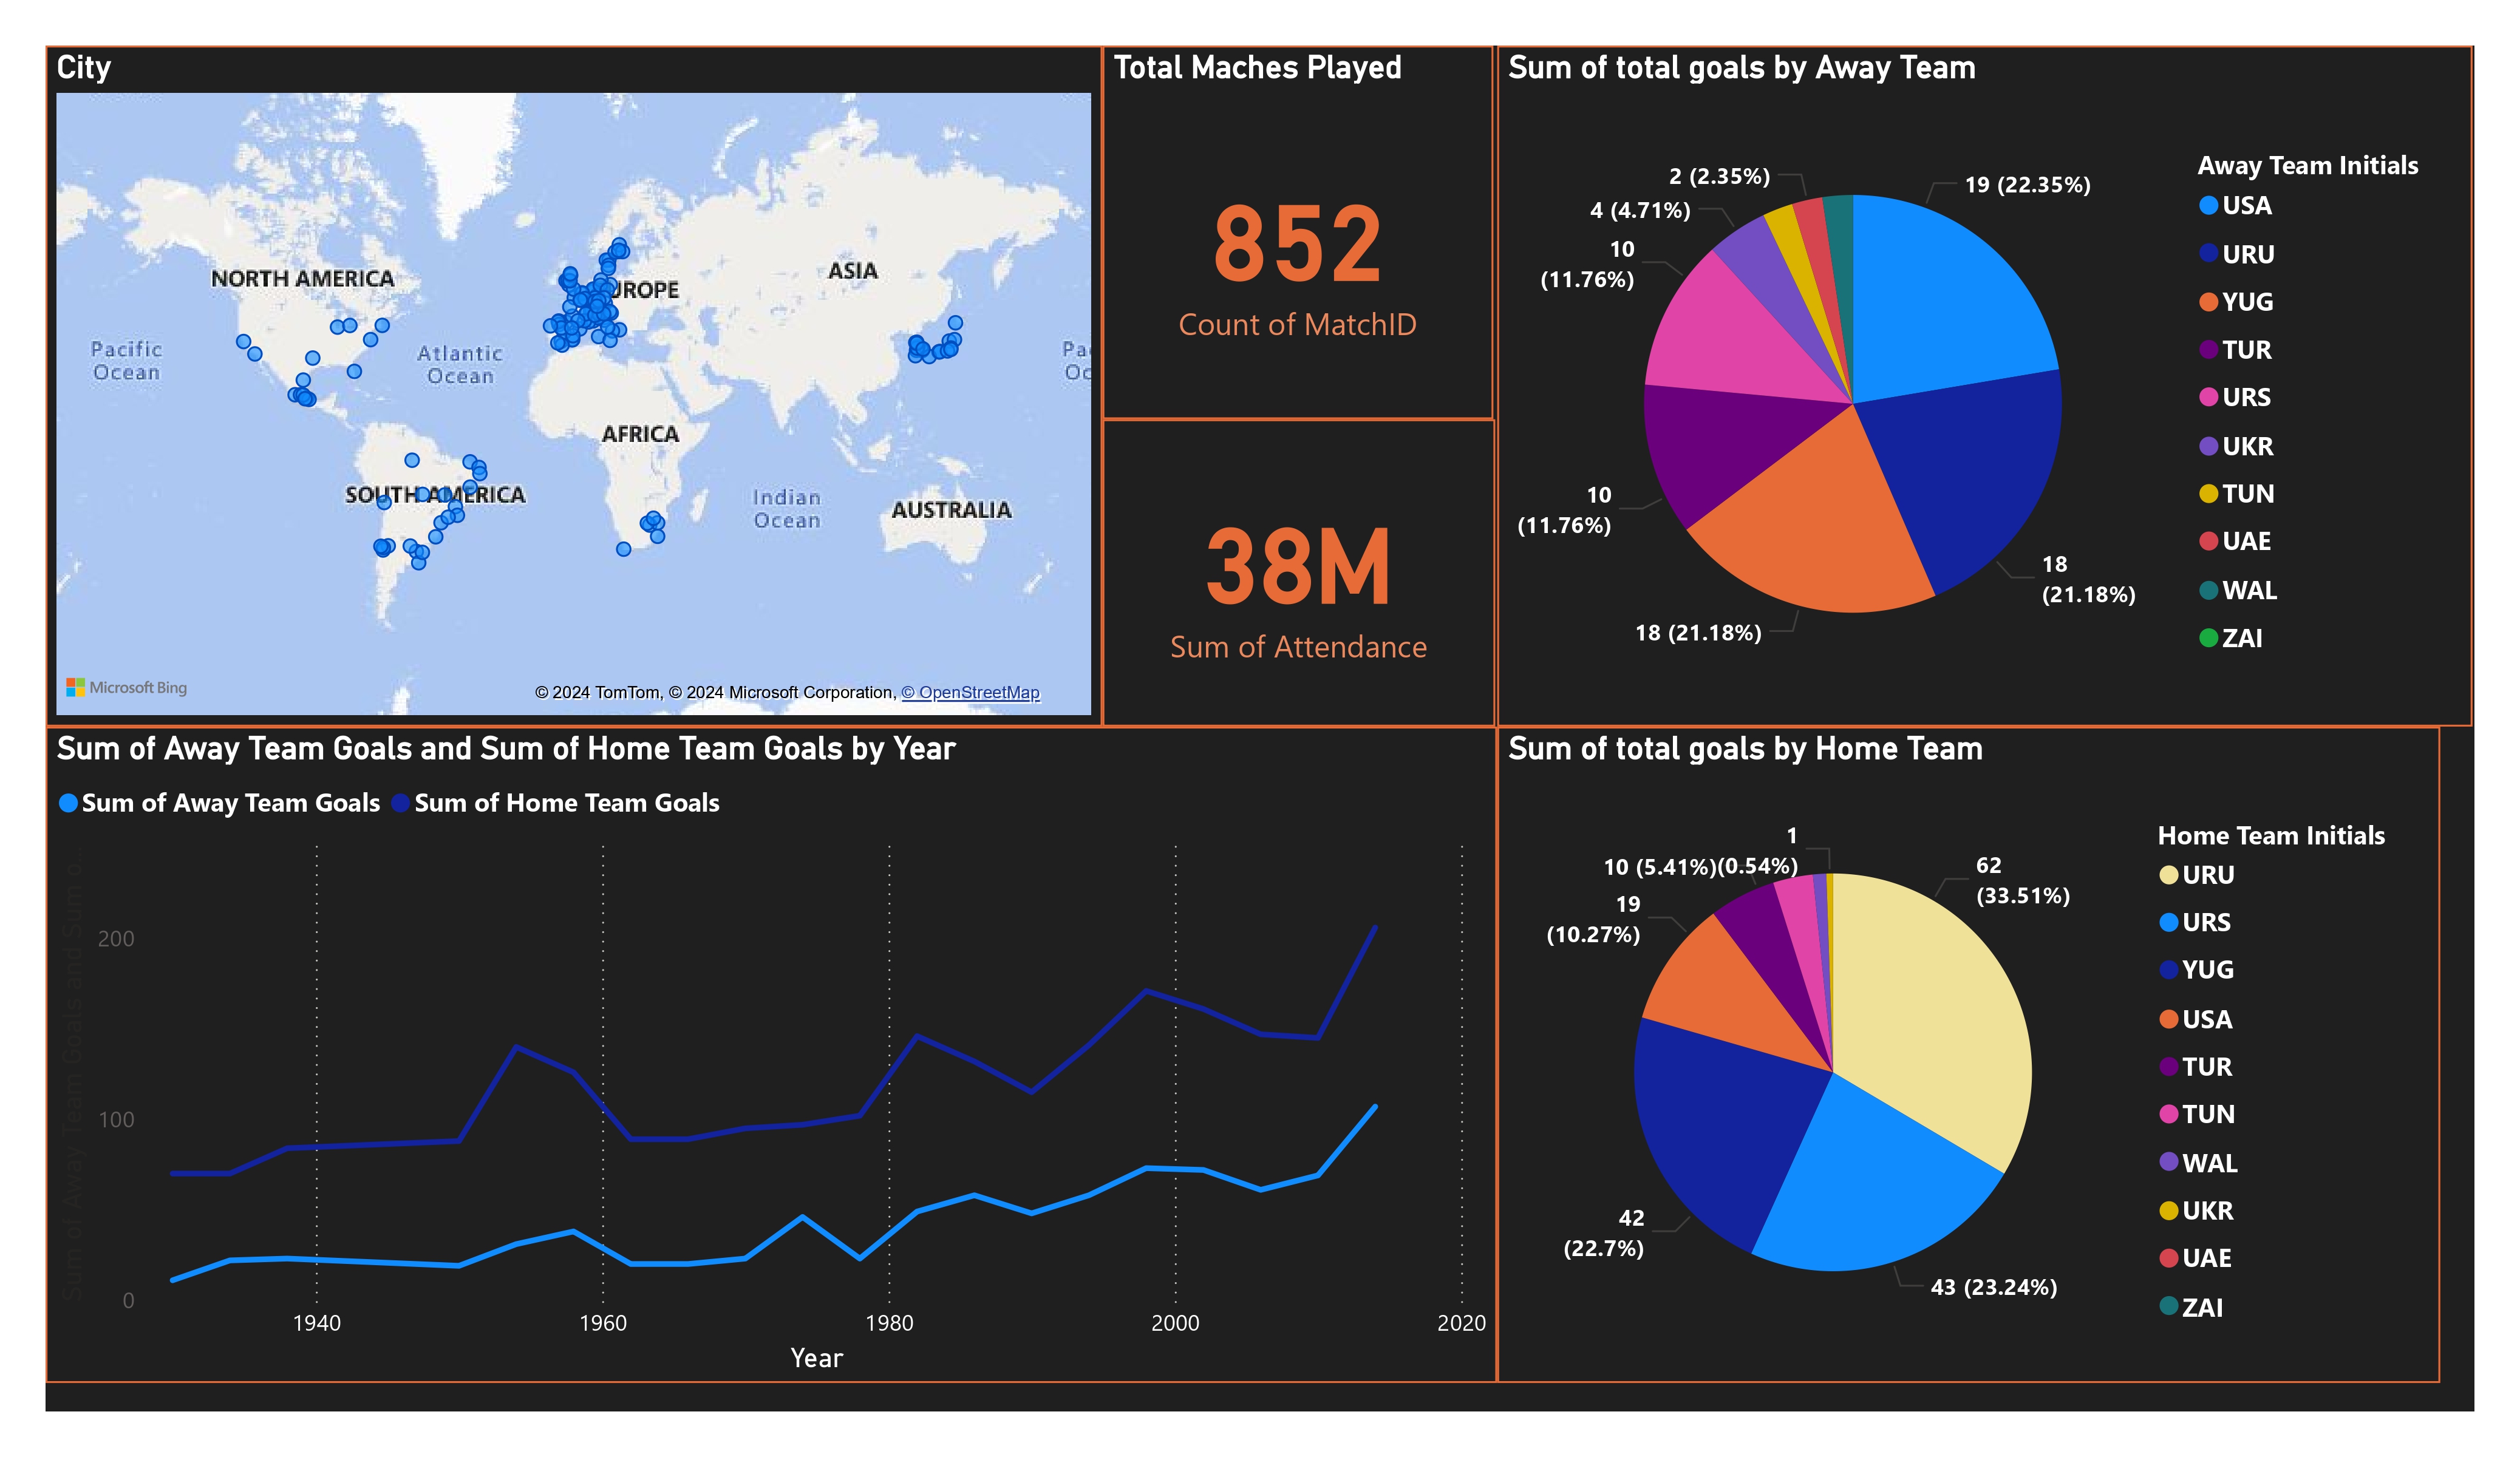 City
NORTH AMERICA
EUROPE
ASIA
Pacific
Ocean
Atlantic
Ocean
Pac
Oc
AFRICA
SOUTH AMERICA
Indian
Ocean
AUSTRALIA
Microsoft Bing
© 2024 TomTom, © 2024 Microsoft Corporation, © OpenStreetMap
Total Maches Played
852
Count of MatchID
38M
Sum of Attendance
Sum of total goals by Away Team
2 (2.35%)
4 (4.71%)
10
(11.76%)
10
(11.76%)
18 (21.18%)
18
(21.18%)
19 (22.35%)
Away Team Initials
USA
URU
YUG
TUR
URS
UKR
TUN
UAE
WAL
ZAI
Sum of Away Team Goals and Sum of Home Team Goals by Year
Sum of Away Team Goals
Sum of Home Team Goals
Sum of Away Team Goals and Sum o...
200
100
0
1940
1960
1980
2000
2020
Year
Sum of total goals by Home Team
1
(0.54%)
10 (5.41%)
19
(10.27%)
42
(22.7%)
43 (23.24%)
62
(33.51%)
Home Team Initials
URU
URS
YUG
USA
TUR
TUN
WAL
UKR
UAE
ZAI